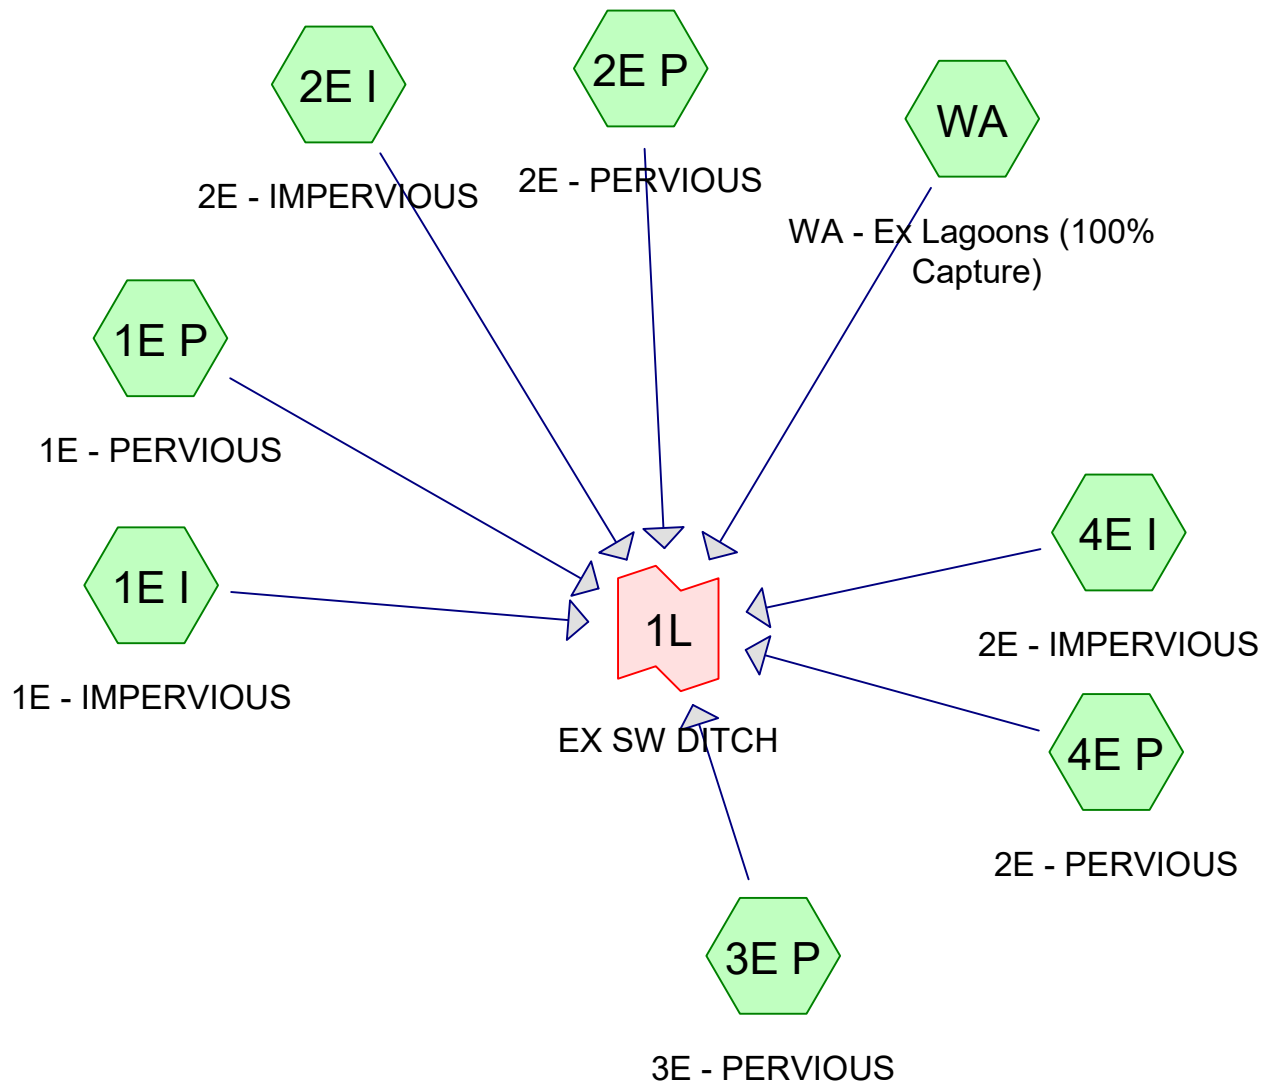 2E I
2E - IMPERVIOUS
2E P
2E - PERVIOUS
WA
WA - Ex Lagoons (100%
Capture)
1E P
1E - PERVIOUS
1E I
1E - IMPERVIOUS
1L
EX SW DITCH
4E I
2E - IMPERVIOUS
4E P
2E - PERVIOUS
3E P
3E - PERVIOUS